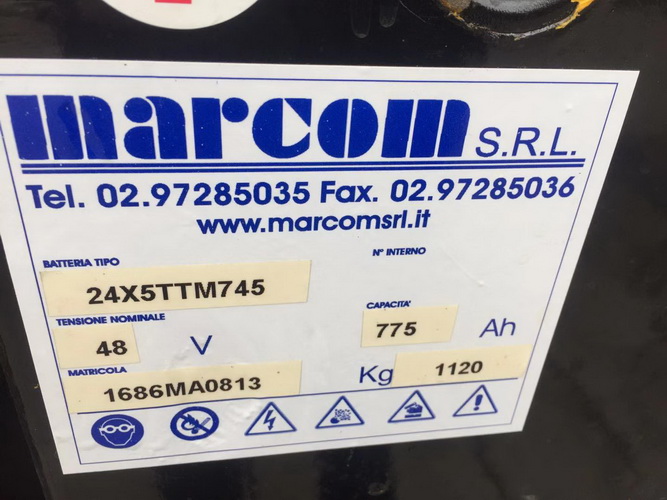 marcom S.R.L.
Tel. 02.97285035 Fax. 02.97285036
www.marcomsrl.it
BATTERIA TIPO
24X5TTM745
N° INTERNO
TENSIONE NOMINALE
48 V
CAPACITA'
775 Ah
MATRICOLA
1686MA0813
Kg 1120